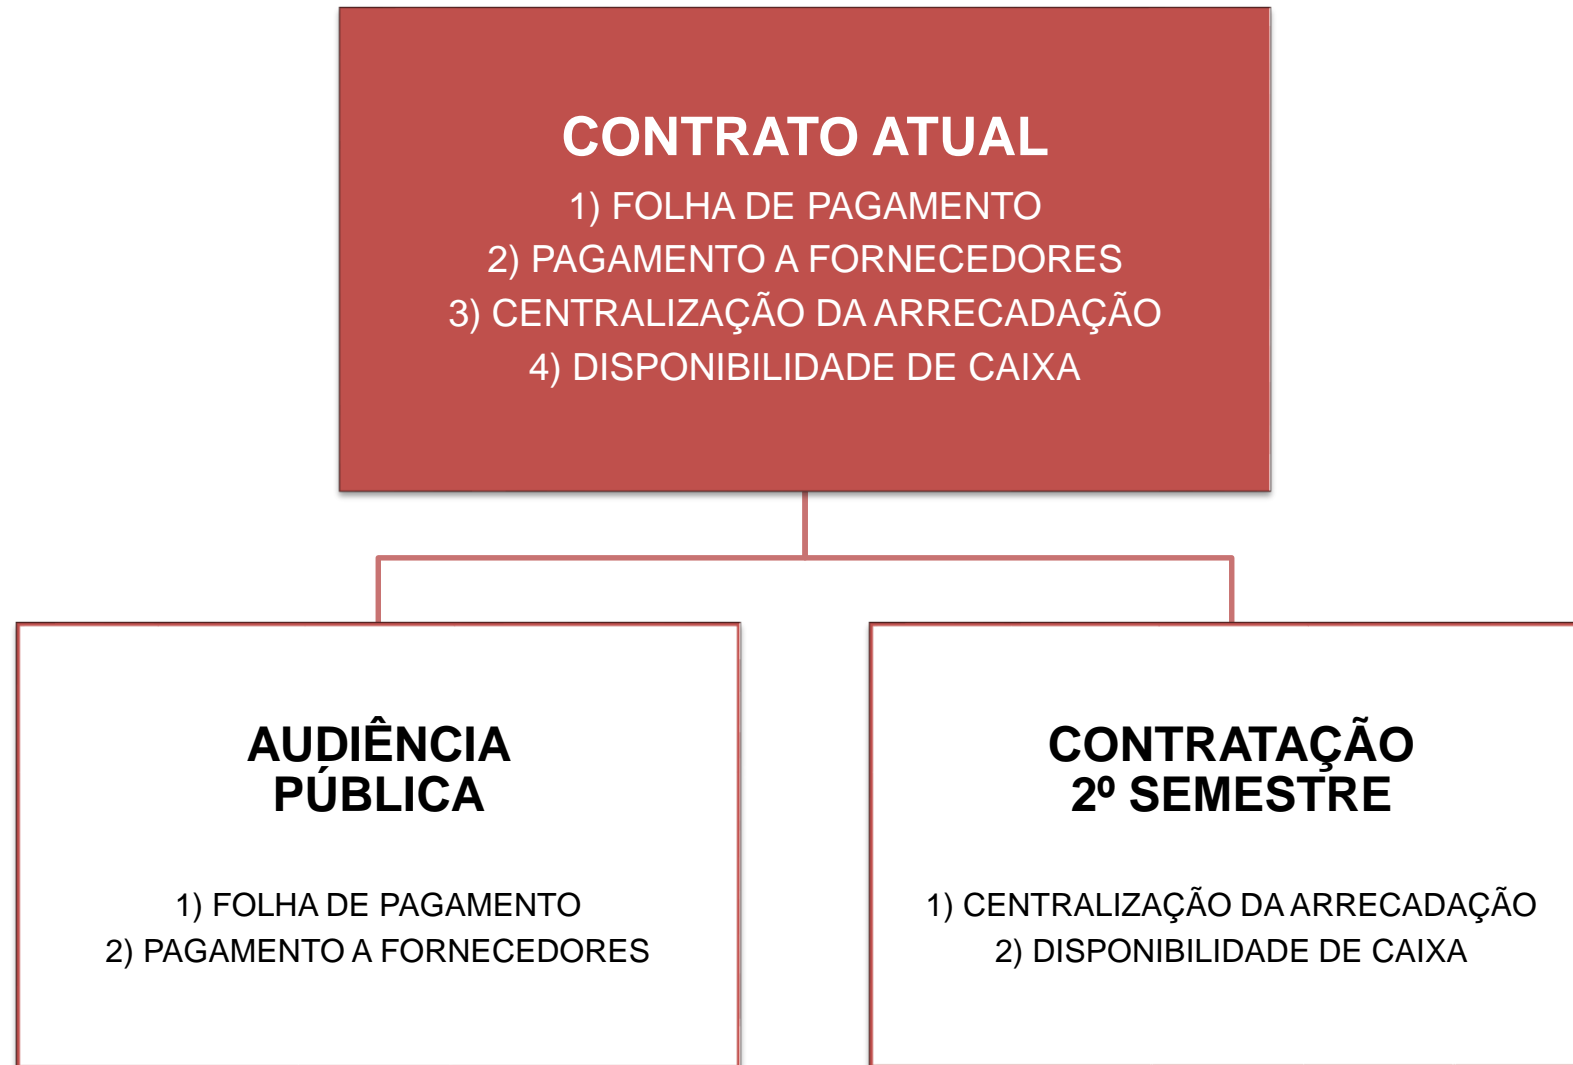 CONTRATO ATUAL
1) FOLHA DE PAGAMENTO
2) PAGAMENTO A FORNECEDORES
3) CENTRALIZAÇÃO DA ARRECADAÇÃO
4) DISPONIBILIDADE DE CAIXA
AUDIÊNCIA
PÚBLICA
1) FOLHA DE PAGAMENTO
2) PAGAMENTO A FORNECEDORES
CONTRATAÇÃO
2º SEMESTRE
1) CENTRALIZAÇÃO DA ARRECADAÇÃO
2) DISPONIBILIDADE DE CAIXA